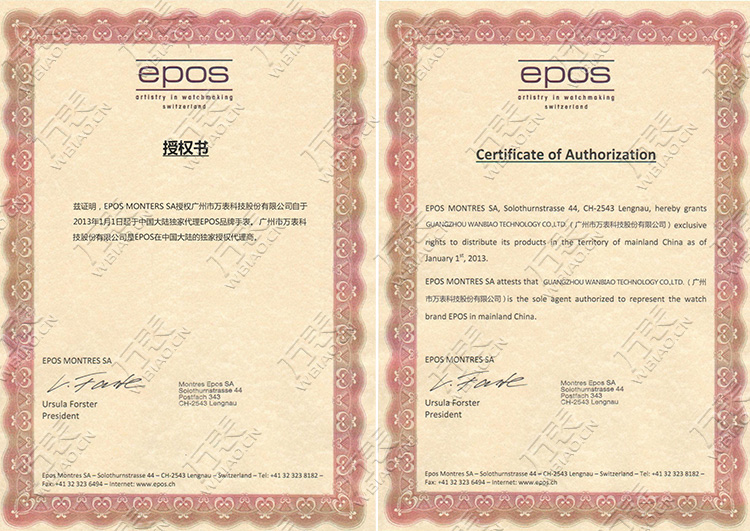 epos
artistry in watchmaking
switzerland
授权书
兹证明，EPOS MONTERS SA授权广州市万表科技股份有限公司自于
2013年1月1日起于中国大陆独家代理EPOS品牌手表。广州市万表科
技股份有限公司是EPOS在中国大陆的独家授权代理商。
EPOS MONTRES SA
Ursula Forster
President
Montres Epos SA
Solothurnstrasse 44
Postfach 343
CH-2543 Lengnau
Epos Montres SA – Solothurnstrasse 44 – CH-2543 Lengnau – Switzerland – Tel: +41 32 323 8182 –
Fax:+41 32 323 6494 – Internet: www.epos.ch
epos
artistry in watchmaking
switzerland
Certificate of Authorization
EPOS MONTRES SA, Solothurnstrasse 44, CH-2543 Lengnau, hereby grants
GUANGZHOU WANBIAO TECHNOLOGY CO.,LTD.（广州市万表科技股份有限公司）exclusive
rights to distribute its products in the territory of mainland China as of
January 1st, 2013.
EPOS MONTRES SA attests that GUANGZHOU WANBIAO TECHNOLOGY CO.,LTD.（广州
市万表科技股份有限公司）is the sole agent authorized to represent the watch
brand EPOS in mainland China.
EPOS MONTRES SA
Ursula Forster
President
Montres Epos SA
Solothurnstrasse 44
Postfach 343
CH-2543 Lengnau
Epos Montres SA – Solothurnstrasse 44 – CH-2543 Lengnau – Switzerland – Tel: +41 32 323 8182 –
Fax:+41 32 323 6494 – Internet: www.epos.ch
万表
WBIAO.CN